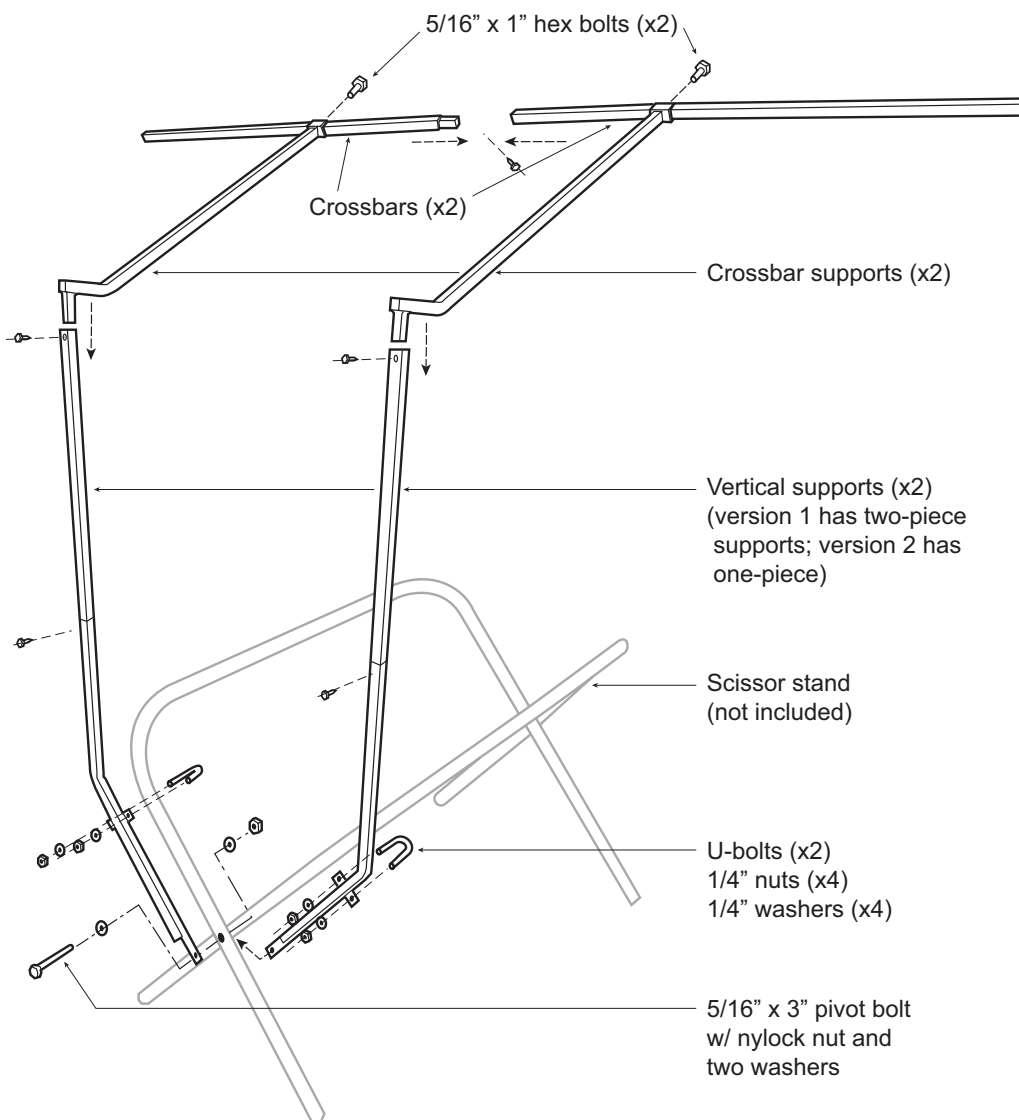 5/16” x 1” hex bolts (x2)
Crossbars (x2)
Crossbar supports (x2)
Vertical supports (x2)
(version 1 has two-piece
supports; version 2 has
one-piece)
Scissor stand
(not included)
U-bolts (x2)
1/4” nuts (x4)
1/4” washers (x4)
5/16” x 3” pivot bolt
w/ nylock nut and
two washers